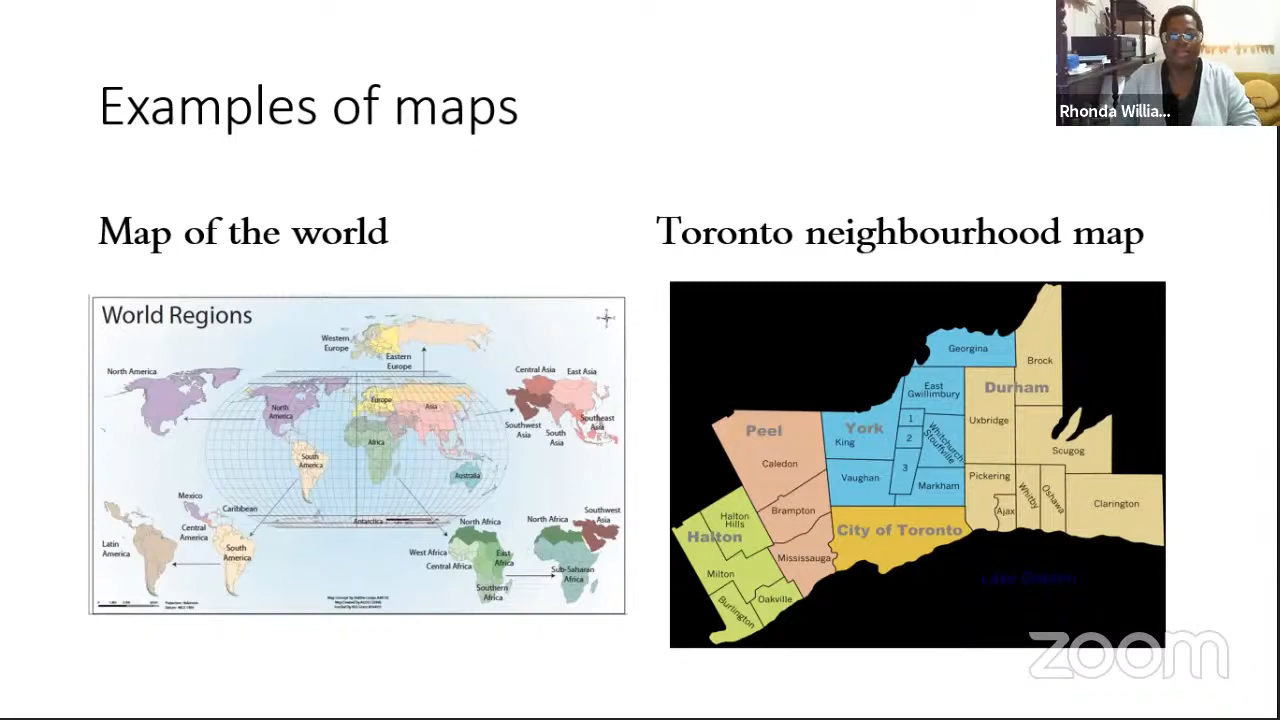 Examples of maps
Rhonda Willia...
Map of the world
Toronto neighbourhood map
World Regions
Western
Europe
Eastern
Europe
North America
Central Asia
East Asia
Southwest
Asia
South
Asia
Southeast
Asia
North
America
Europe
Asia
Africa
South
America
Australia
Antarctica
Mexico
Caribbean
Central
America
Latin
America
South
America
North Africa
West Africa
Central Africa
East
Africa
Southern
Africa
North Africa
Southwest
Asia
Sub-Saharan
Africa
Georgina
Brock
East
Gwillimbury
Durham
Uxbridge
1
2
3
Whitchurch
Stouffville
York
King
Vaughan
Markham
Peel
Caledon
Brampton
Mississauga
Scugog
Pickering
Ajax
Whitby
Oshawa
Clarington
City of Toronto
Halton
Halton
Hills
Milton
Oakville
Burlington
Lake Ontario
zoom